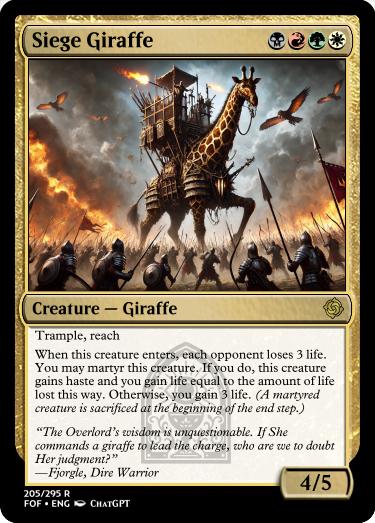 Siege Giraffe
Creature — Giraffe
Trample, reach
When this creature enters, each opponent loses 3 life.
You may martyr this creature. If you do, this creature
gains haste and you gain life equal to the amount of life
lost this way. Otherwise, you gain 3 life. (A martyred
creature is sacrificed at the beginning of the end step.)
“The Overlord’s wisdom is unquestionable. If She
commands a giraffe to lead the charge, who are we to doubt
Her judgment?”
—Fjorgle, Dire Warrior
4/5
205/295 R
FOF • ENG ChatGPT